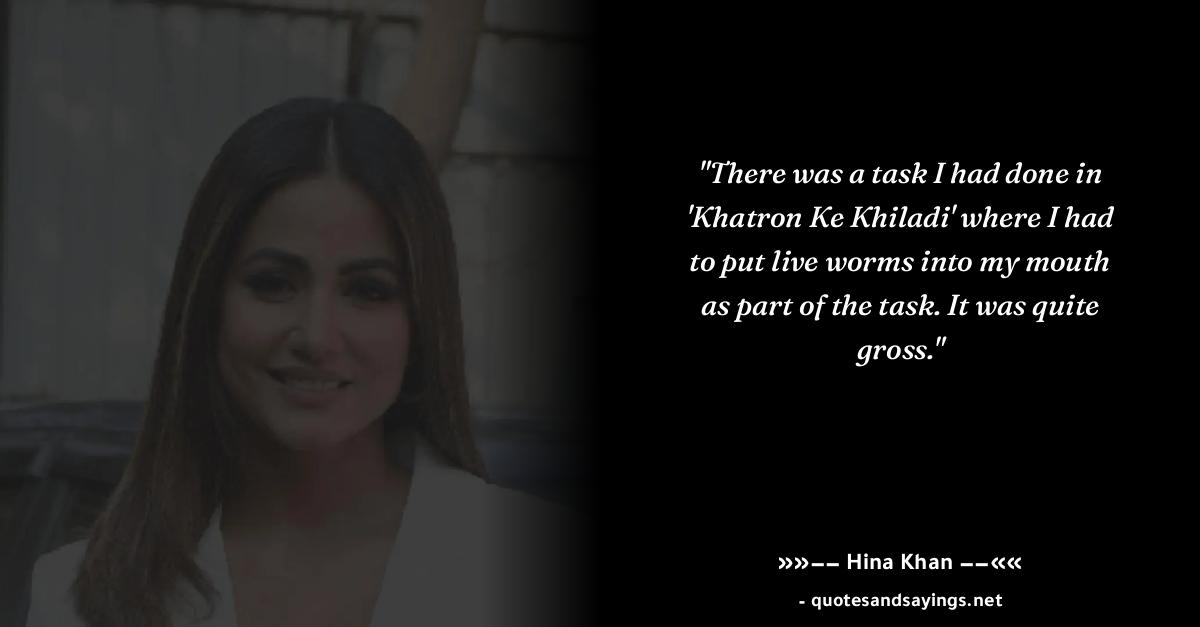 "There was a task I had done in
'Khatron Ke Khiladi' where I had
to put live worms into my mouth
as part of the task. It was quite
gross."
»»−− Hina Khan −−««
- quotesandsayings.net